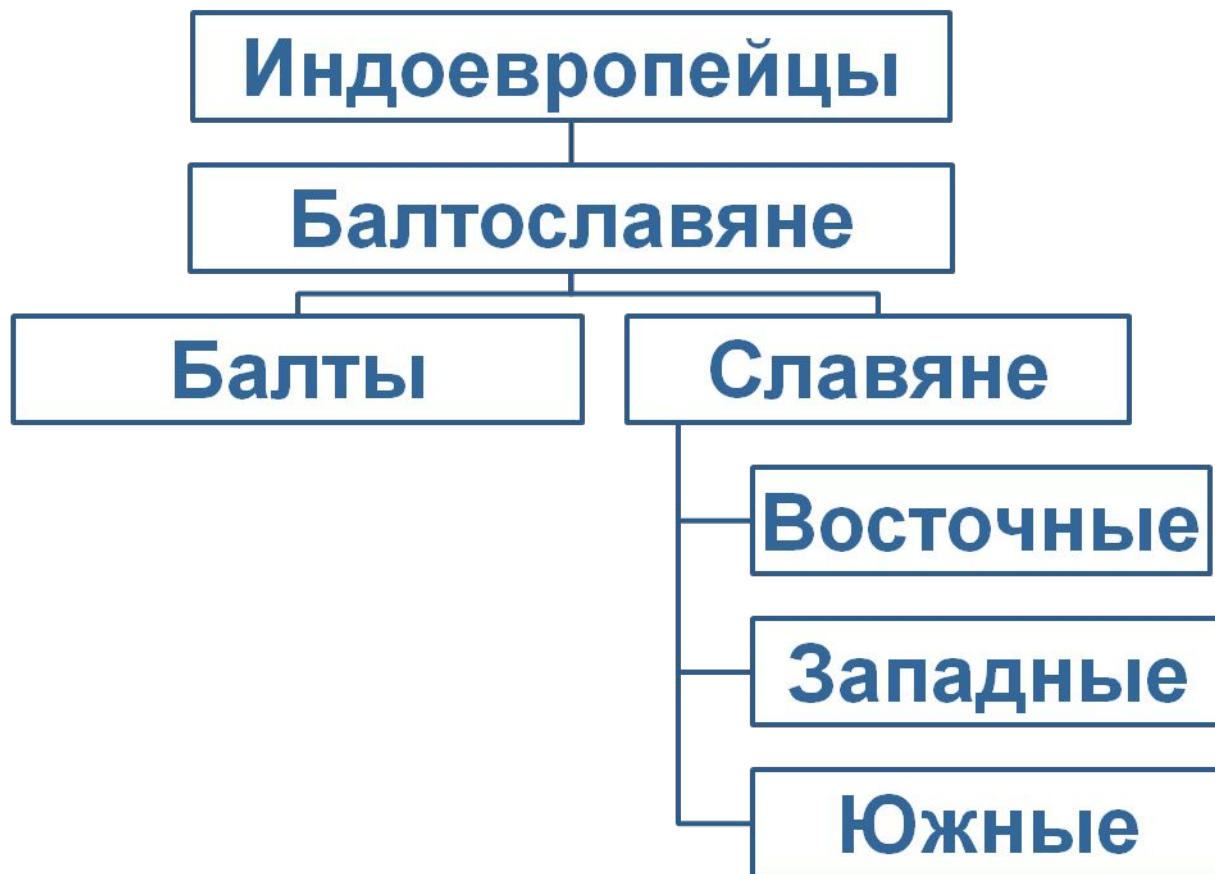 Индоевропейцы
Балтославяне
Балты
Славяне
Восточные
Западные
Южные